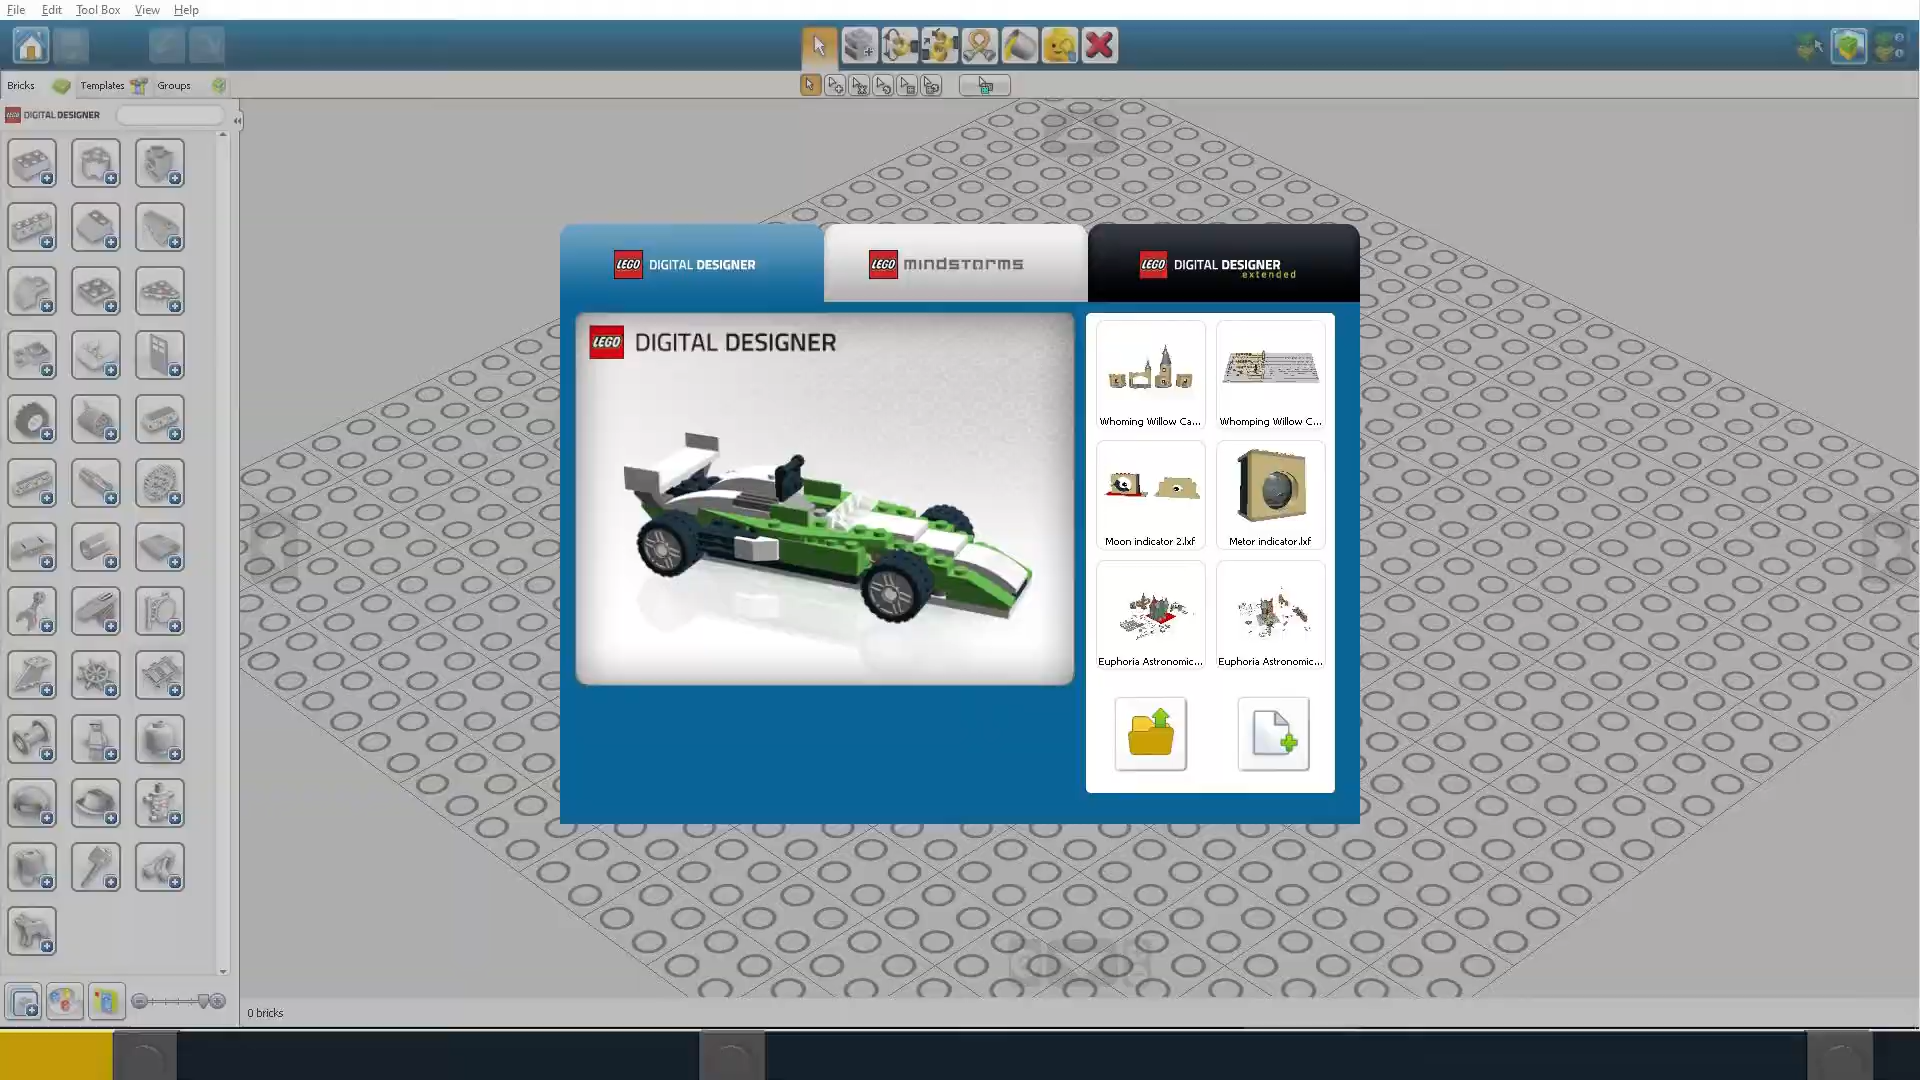 File Edit Tool Box View Help
Bricks Templates Groups
LEGO DIGITAL DESIGNER
LEGO DIGITAL DESIGNER
LEGO mindstorms
LEGO DIGITAL DESIGNER
extended
LEGO DIGITAL DESIGNER
Whoming Willow Ca...
Whomping Willow C...
Moon indicator 2.lxf
Metor indicator.lxf
Euphoria Astronomic...
Euphoria Astronomic...
0 bricks